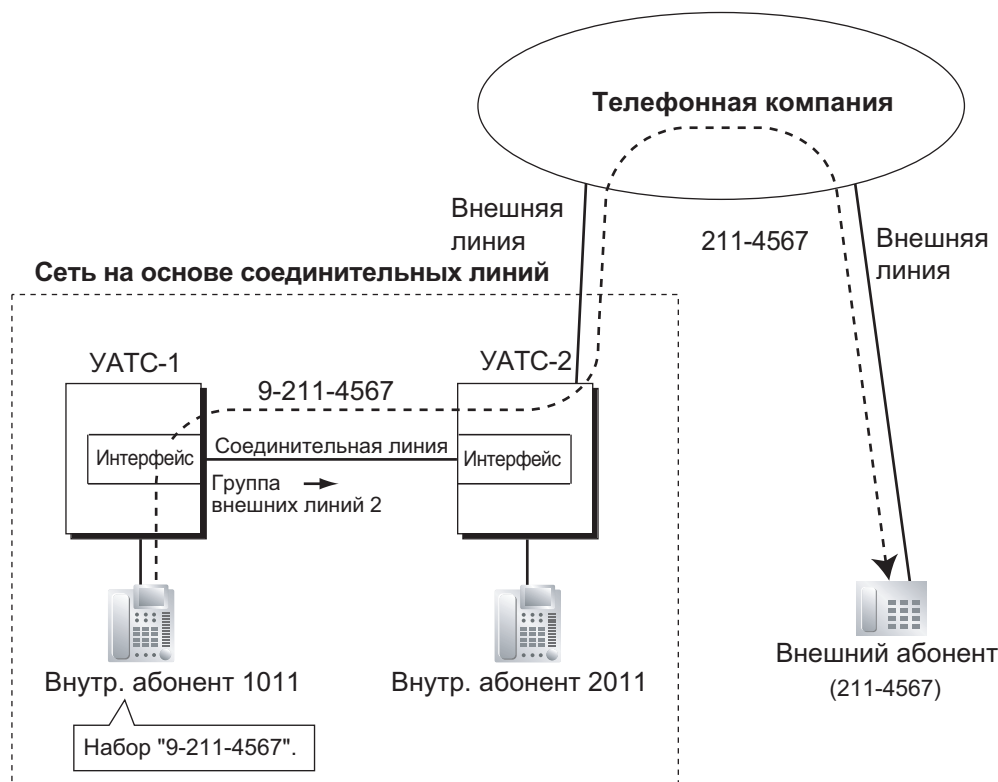 Телефонная компания
Внешняя
линия
211-4567
Внешняя
линия
Сеть на основе соединительных линий
УАТС-1
УАТС-2
9-211-4567
Интерфейс
Соединительная линия
Интерфейс
Группа
внешних линий 2
Внутр. абонент 1011
Внутр. абонент 2011
Внешний абонент
(211-4567)
Набор "9-211-4567".